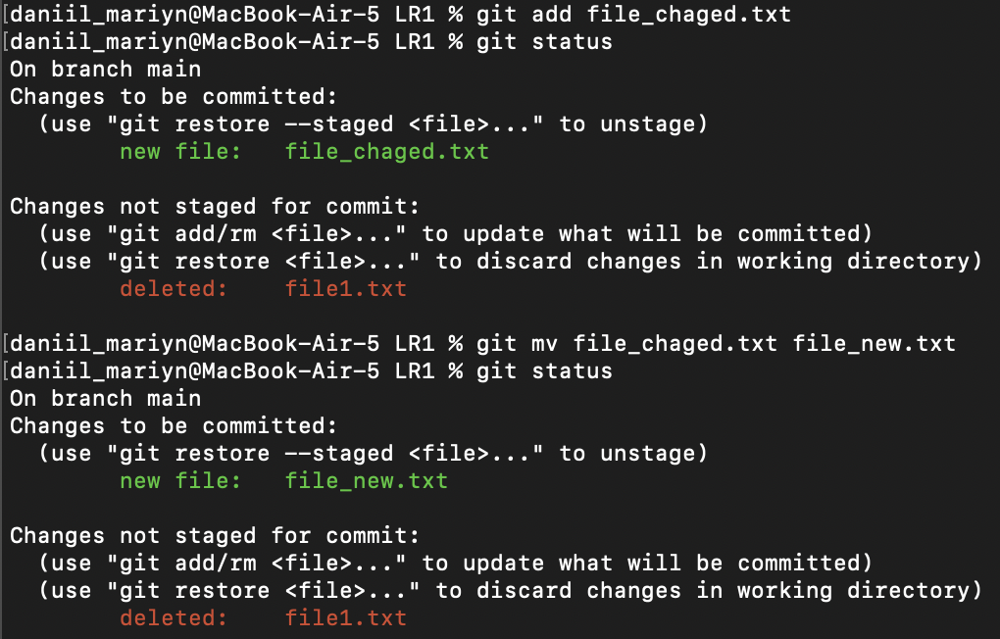 [daniil_mariyn@MacBook-Air-5 LR1 % git add file_chaged.txt
[daniil_mariyn@MacBook-Air-5 LR1 % git status
On branch main
Changes to be committed:
  (use "git restore --staged <file>..." to unstage)
        new file:   file_chaged.txt

Changes not staged for commit:
  (use "git add/rm <file>..." to update what will be committed)
  (use "git restore <file>..." to discard changes in working directory)
        deleted:    file1.txt

[daniil_mariyn@MacBook-Air-5 LR1 % git mv file_chaged.txt file_new.txt
[daniil_mariyn@MacBook-Air-5 LR1 % git status
On branch main
Changes to be committed:
  (use "git restore --staged <file>..." to unstage)
        new file:   file_new.txt

Changes not staged for commit:
  (use "git add/rm <file>..." to update what will be committed)
  (use "git restore <file>..." to discard changes in working directory)
        deleted:    file1.txt